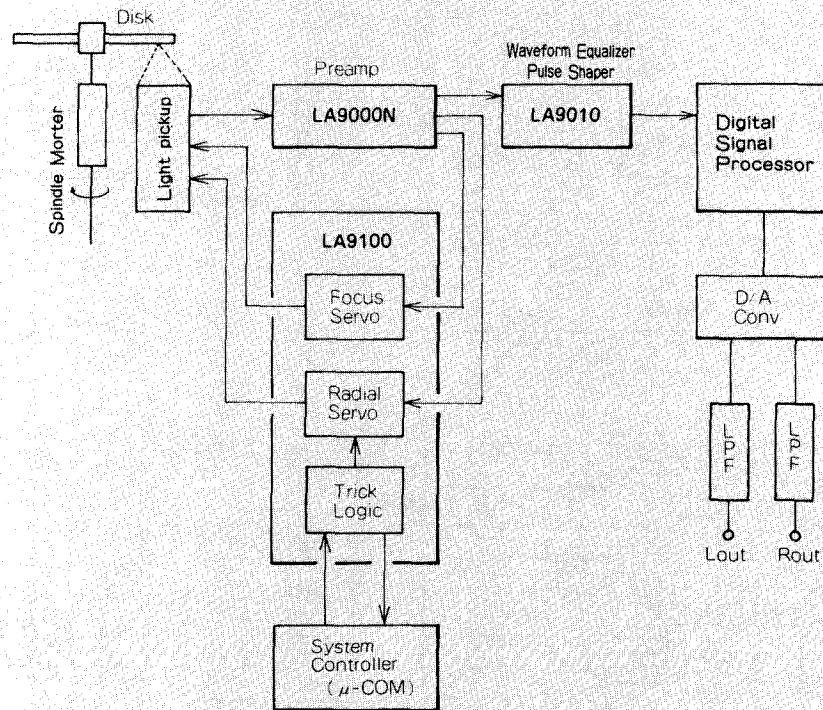 Disk
Spindle Morter
Light pickup
Preamp
LA9000N
Waveform Equalizer
Pulse Shaper
LA9010
Digital
Signal
Processor
LA9100
Focus
Servo
Radial
Servo
Trick
Logic
System
Controller
(μ-COM)
D/A
Conv
LPF
LPF
Lout
Rout